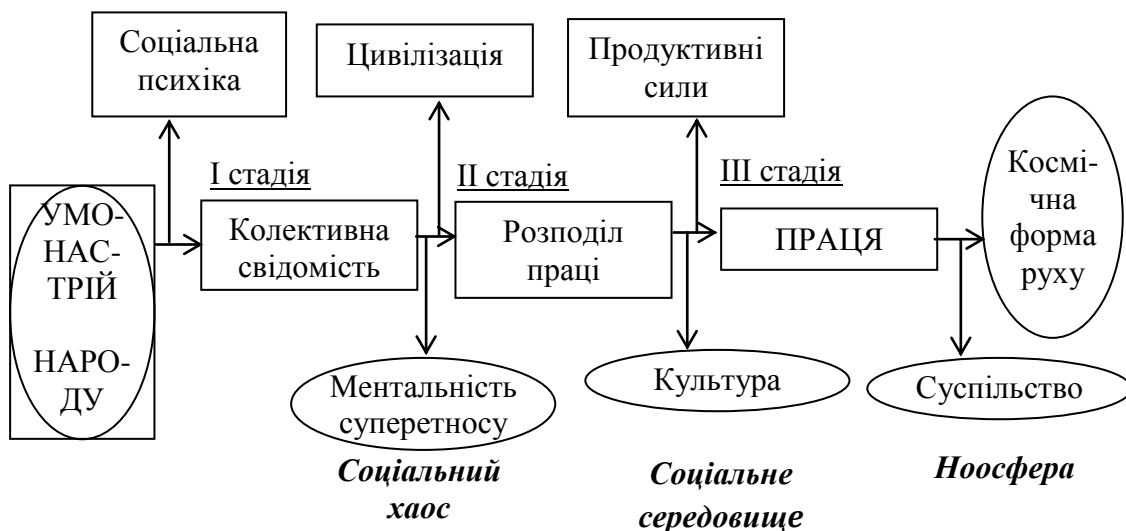 Соціальна
психіка
Цивілізація
Продуктивні
сили
І стадія
ІІ стадія
ІІІ стадія
УМО-
НАС-
ТРІЙ
НАРО-
ДУ
Колективна
свідомість
Розподіл
праці
ПРАЦЯ
Космі-
чна
форма
руху
Ментальність
суперетносу
Культура
Суспільство
Соціальний
хаос
Соціальне
середовище
Ноосфера